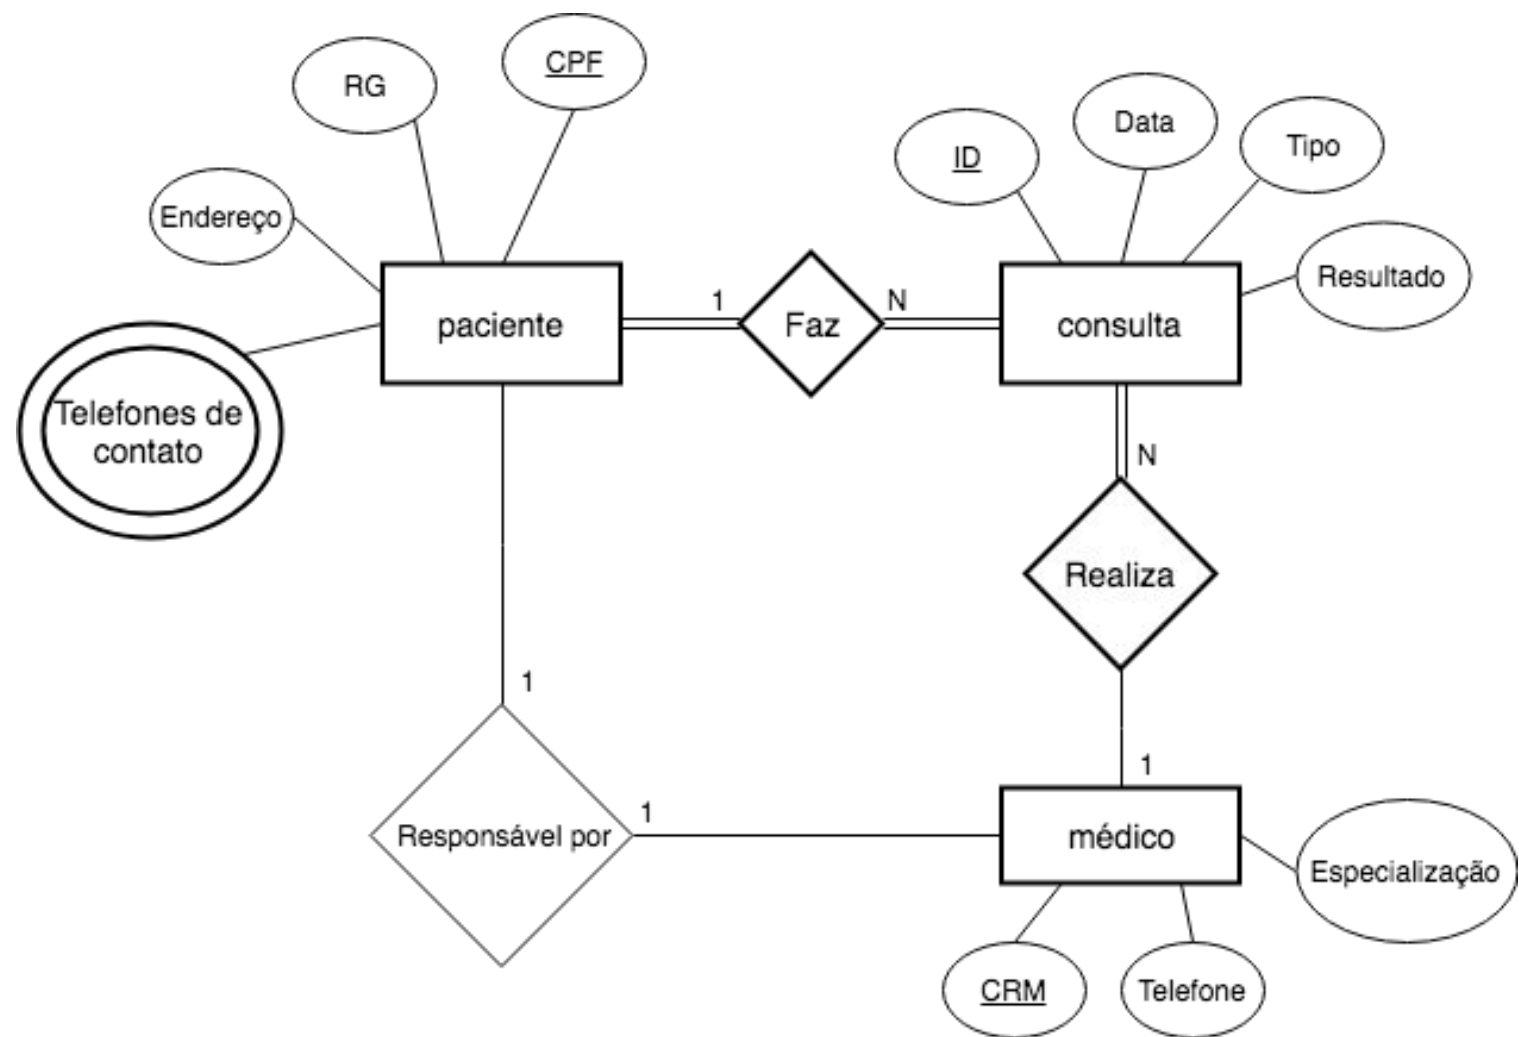 CPF
RG
Data
Tipo
ID
Endereço
Resultado
1
N
paciente
Faz
consulta
Telefones de
contato
N
Realiza
1
1
1
Responsável por
médico
Especialização
CRM
Telefone